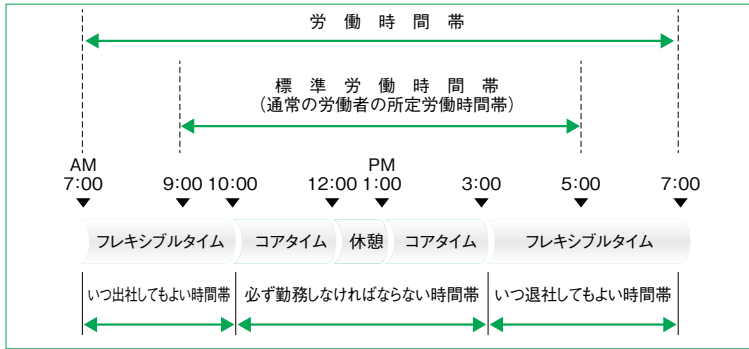 労働時間帯
標準労働時間帯
(通常の労働者の所定労働時間帯)
AM PM
7:00 9:00 10:00 12:00 1:00 3:00 5:00 7:00
フレキシブルタイム コアタイム 休憩 コアタイム フレキシブルタイム
いつ出社してもよい時間帯 必ず勤務しなければならない時間帯 いつ退社してもよい時間帯